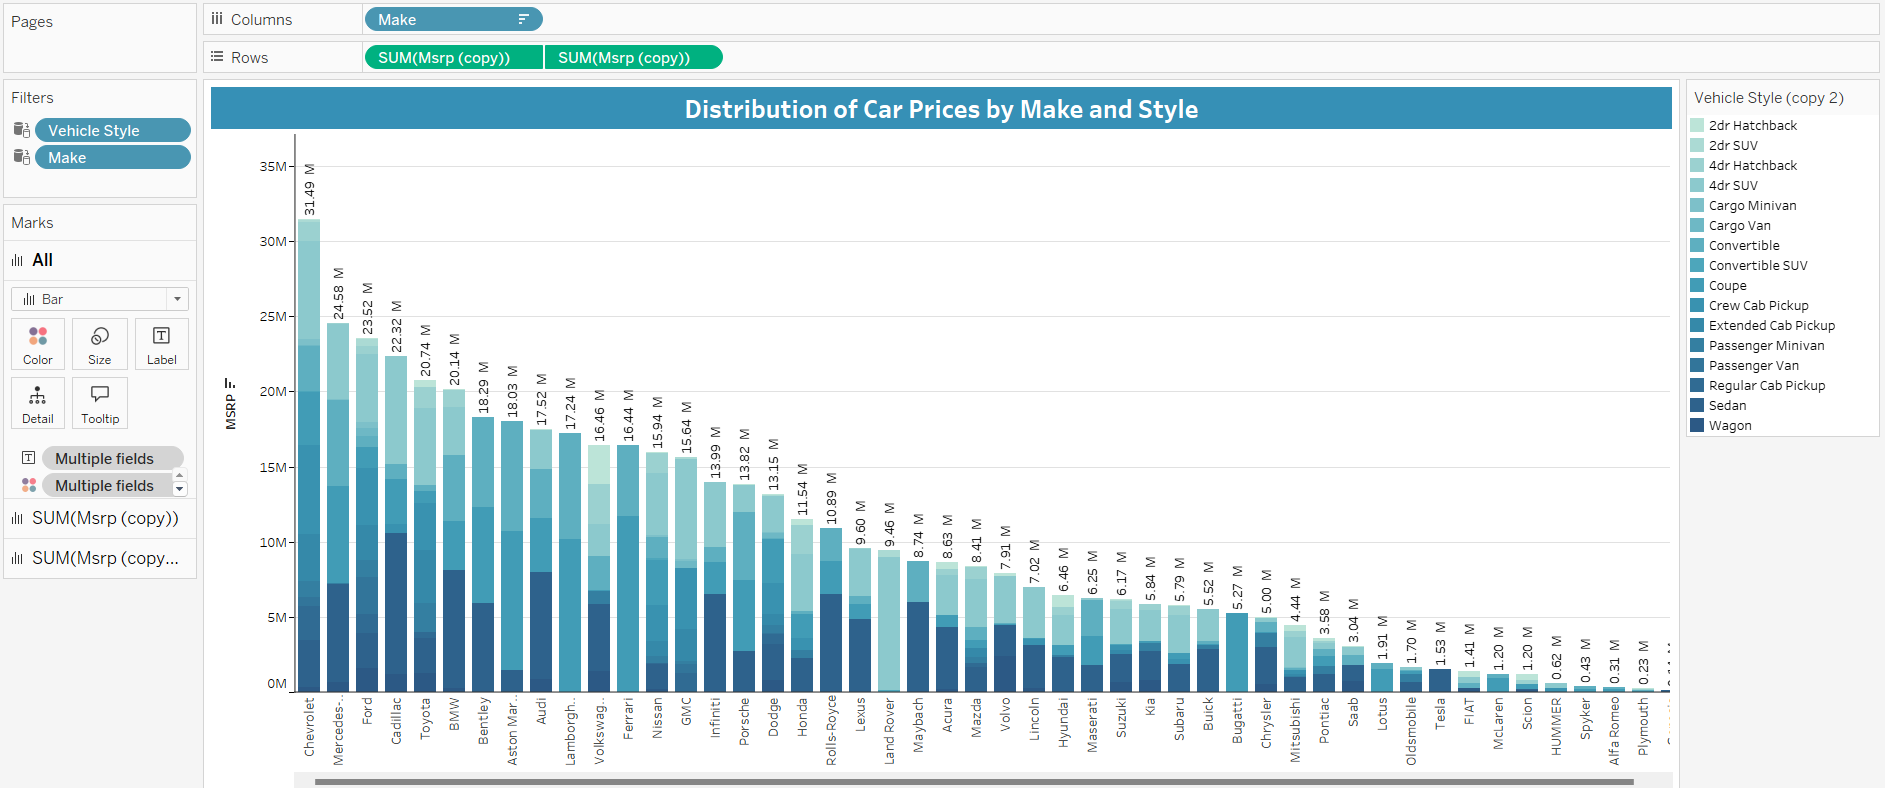 Pages
Columns
Make
Rows
SUM(Msrp (copy))
SUM(Msrp (copy))
Filters
Vehicle Style
Make
Marks
All
Bar
Color
Size
Label
Detail
Tooltip
Multiple fields
Multiple fields
SUM(Msrp (copy))
SUM(Msrp (copy...
Distribution of Car Prices by Make and Style
MSRP
35M
30M
25M
20M
15M
10M
5M
0M
31.49 M
24.58 M
23.52 M
22.32 M
20.74 M
20.14 M
18.29 M
18.03 M
17.52 M
17.24 M
16.46 M
16.44 M
15.94 M
15.64 M
13.99 M
13.82 M
13.15 M
11.54 M
10.89 M
9.60 M
9.46 M
8.74 M
8.63 M
8.41 M
7.91 M
7.02 M
6.46 M
6.25 M
6.17 M
5.84 M
5.79 M
5.52 M
5.27 M
5.00 M
4.44 M
3.58 M
3.04 M
1.91 M
1.70 M
1.53 M
1.41 M
1.20 M
1.20 M
0.62 M
0.43 M
0.31 M
0.23 M
Chevrolet
Mercedes-..
Ford
Cadillac
Toyota
BMW
Bentley
Aston Mar..
Audi
Lamborgh..
Volkswag..
Ferrari
Nissan
GMC
Infiniti
Porsche
Dodge
Honda
Rolls-Royce
Lexus
Land Rover
Maybach
Acura
Mazda
Volvo
Lincoln
Hyundai
Maserati
Suzuki
Kia
Subaru
Buick
Bugatti
Chrysler
Mitsubishi
Pontiac
Saab
Lotus
Oldsmobile
Tesla
FIAT
McLaren
Scion
HUMMER
Spyker
Alfa Romeo
Plymouth
Vehicle Style (copy 2)
2dr Hatchback
2dr SUV
4dr Hatchback
4dr SUV
Cargo Minivan
Cargo Van
Convertible
Convertible SUV
Coupe
Crew Cab Pickup
Extended Cab Pickup
Passenger Minivan
Passenger Van
Regular Cab Pickup
Sedan
Wagon